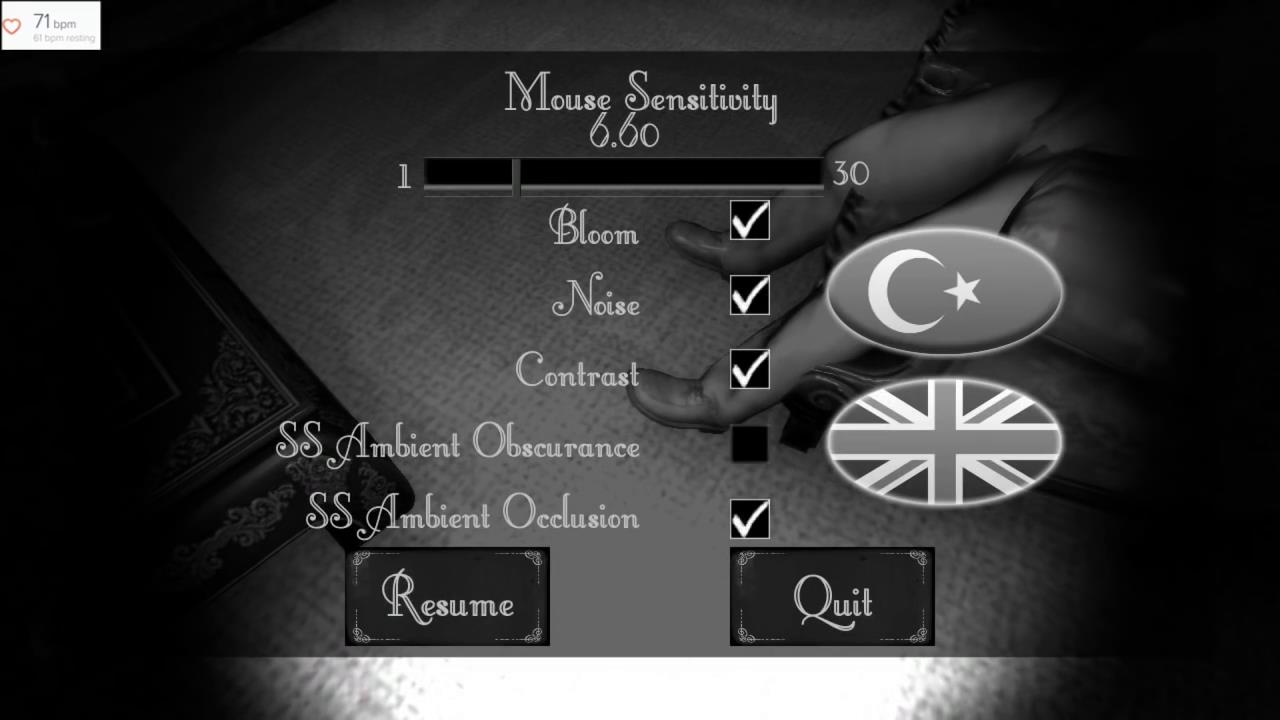 71 bpm
61 bpm resting
Mouse Sensitivity
6.60
1
30
Bloom
Noise
Contrast
SS Ambient Obscurance
SS Ambient Occlusion
Resume
Quit